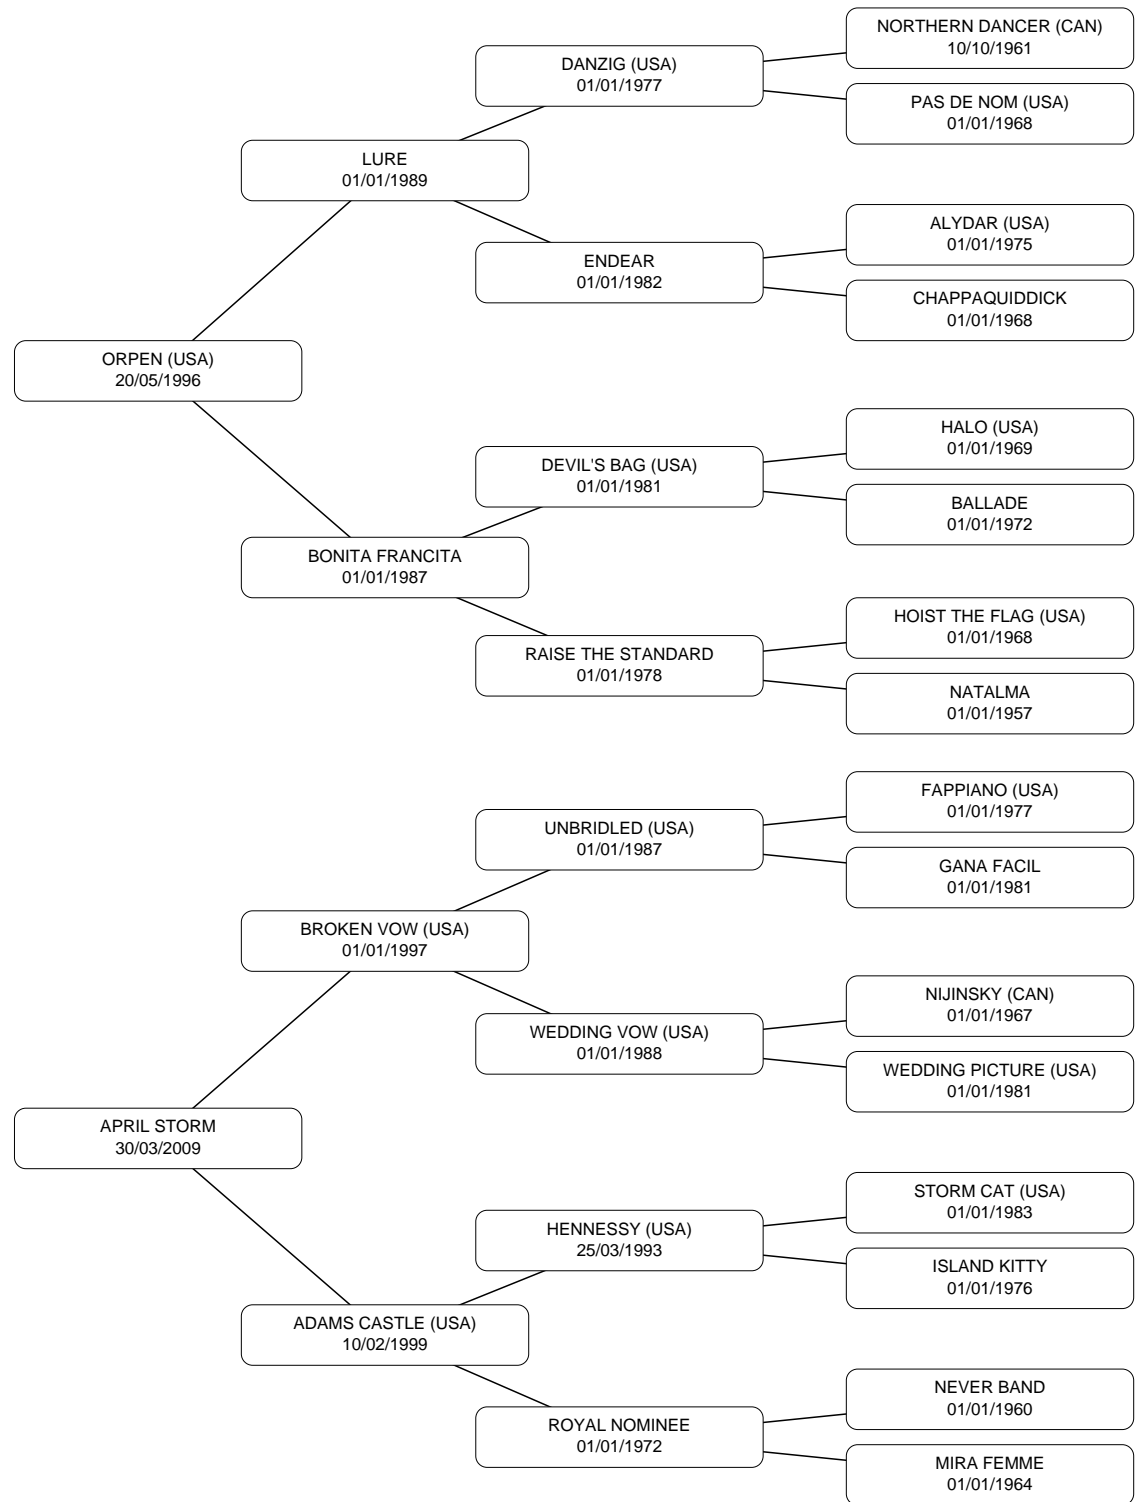 NORTHERN DANCER (CAN)
10/10/1961
DANZIG (USA)
01/01/1977
PAS DE NOM (USA)
01/01/1968
LURE
01/01/1989
ALYDAR (USA)
01/01/1975
ENDEAR
01/01/1982
CHAPPAQUIDDICK
01/01/1968
ORPEN (USA)
20/05/1996
HALO (USA)
01/01/1969
DEVIL'S BAG (USA)
01/01/1981
BALLADE
01/01/1972
BONITA FRANCITA
01/01/1987
HOIST THE FLAG (USA)
01/01/1968
RAISE THE STANDARD
01/01/1978
NATALMA
01/01/1957
FAPPIANO (USA)
01/01/1977
UNBRIDLED (USA)
01/01/1987
GANA FACIL
01/01/1981
BROKEN VOW (USA)
01/01/1997
NIJINSKY (CAN)
01/01/1967
WEDDING VOW (USA)
01/01/1988
WEDDING PICTURE (USA)
01/01/1981
APRIL STORM
30/03/2009
STORM CAT (USA)
01/01/1983
HENNESSY (USA)
25/03/1993
ISLAND KITTY
01/01/1976
ADAMS CASTLE (USA)
10/02/1999
NEVER BAND
01/01/1960
ROYAL NOMINEE
01/01/1972
MIRA FEMME
01/01/1964